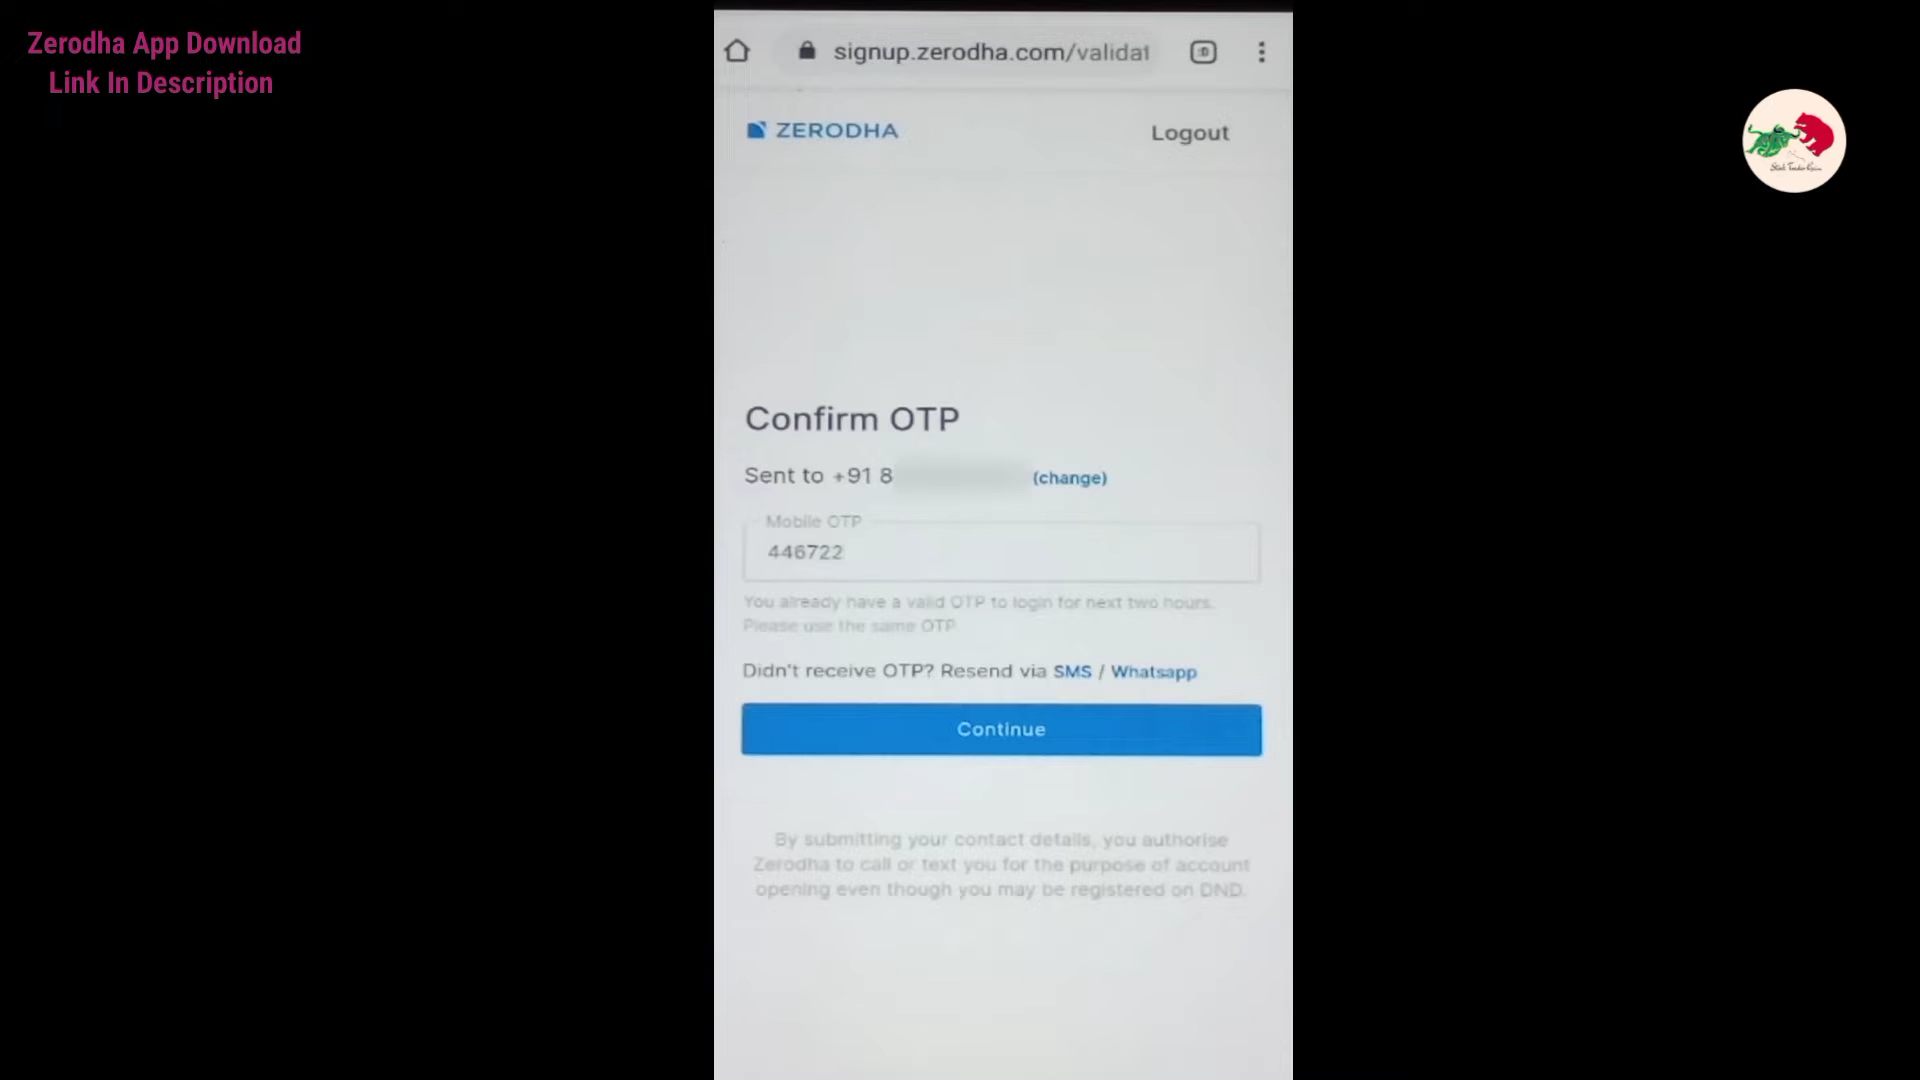 Zerodha App Download
Link In Description
signup.zerodha.com/validat
ZERODHA
Logout
Confirm OTP
Sent to +91 8
(change)
Mobile OTP
446722
You already have a valid OTP to login for next two hours.
Please use the same OTP
Didn't receive OTP? Resend via SMS / Whatsapp
Continue
By submitting your contact details, you authorise
Zerodha to call or text you for the purpose of account
opening even though you may be registered on DND.